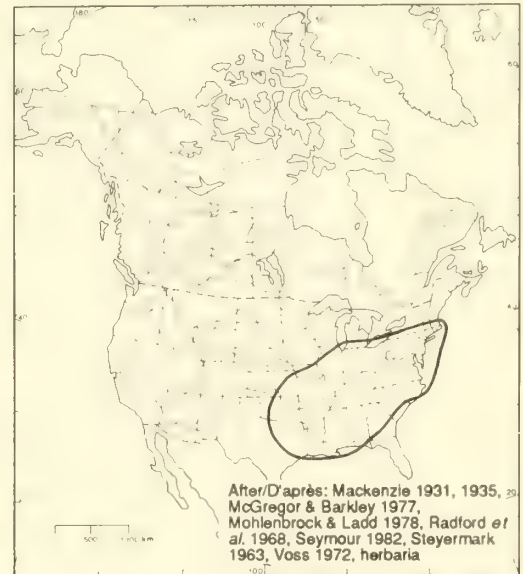 After/D'après: Mackenzie 1931, 1935,
McGregor & Barkley 1977,
Mohlenbrock & Ladd 1978, Radford et
al. 1968, Seymour 1982, Steyermark
1963, Voss 1972, herbaria
500
km
100